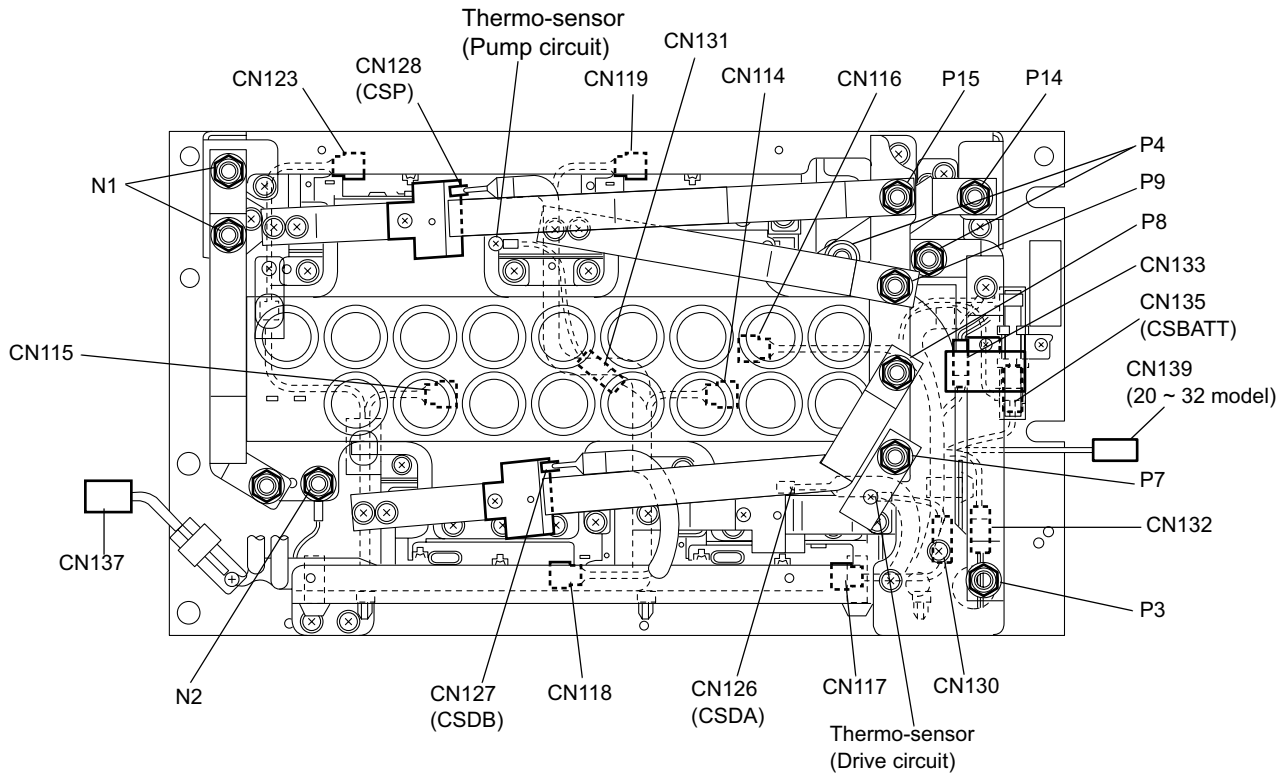 Thermo-sensor
(Pump circuit)
CN131
CN123
CN128
(CSP)
CN119
CN114
CN116
P15
P14
N1
P4
P9
P8
CN133
CN135
(CSBATT)
CN115
CN139
(20 ~ 32 model)
P7
CN132
CN137
P3
N2
CN127
(CSDB)
CN118
CN126
(CSDA)
CN117
CN130
Thermo-sensor
(Drive circuit)